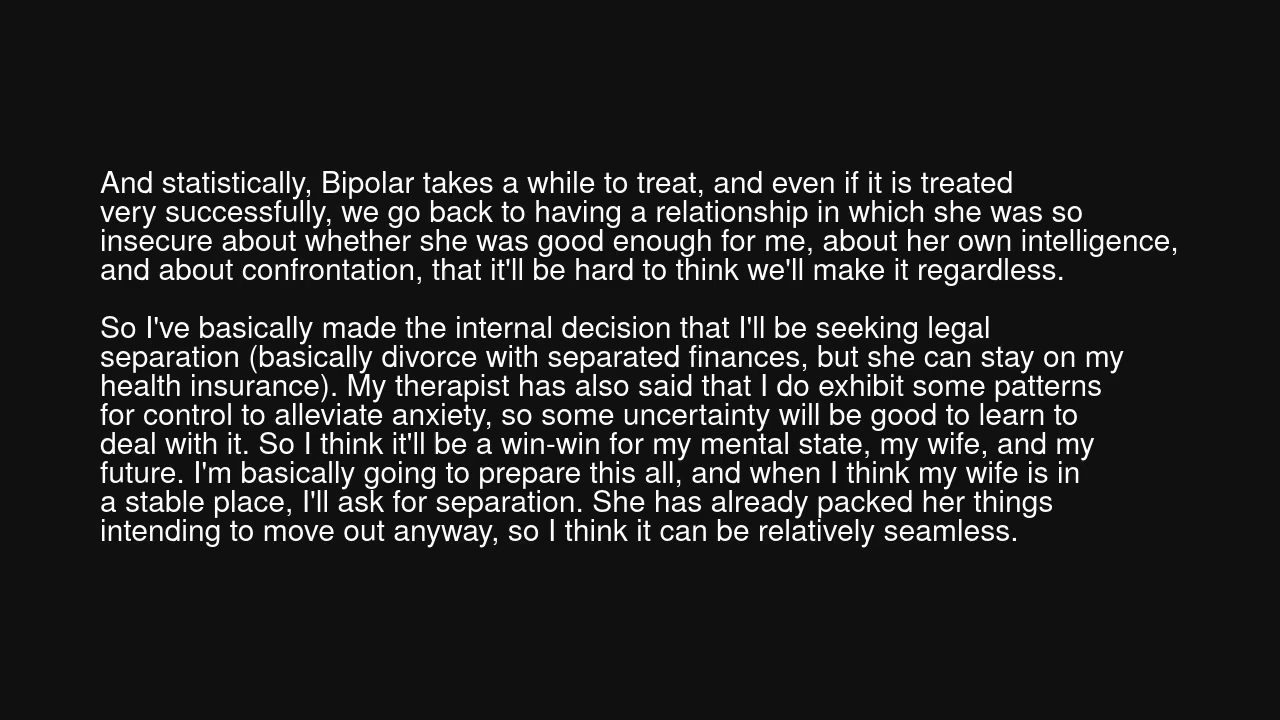 And statistically, Bipolar takes a while to treat, and even if it is treated
very successfully, we go back to having a relationship in which she was so
insecure about whether she was good enough for me, about her own intelligence,
and about confrontation, that it'll be hard to think we'll make it regardless.
So I've basically made the internal decision that I'll be seeking legal
separation (basically divorce with separated finances, but she can stay on my
health insurance). My therapist has also said that I do exhibit some patterns
for control to alleviate anxiety, so some uncertainty will be good to learn to
deal with it. So I think it'll be a win-win for my mental state, my wife, and my
future. I'm basically going to prepare this all, and when I think my wife is in
a stable place, I'll ask for separation. She has already packed her things
intending to move out anyway, so I think it can be relatively seamless.